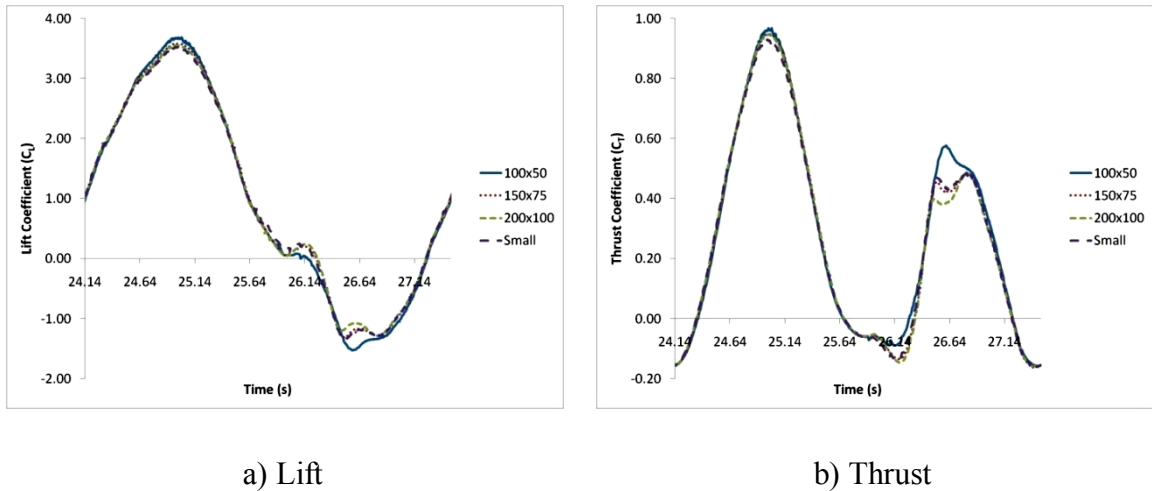 4.00
3.00
2.00
1.00
0.00
-1.00
-2.00
Lift Coefficient (CL)
24.14 24.64 25.14 25.64 26.14 26.64 27.14
Time (s)
100x50
150x75
200x100
Small
a) Lift
1.00
0.80
0.60
0.40
0.20
0.00
-0.20
Thrust Coefficient (CT)
24.14 24.64 25.14 25.64 26.14 26.64 27.14
Time (s)
100x50
150x75
200x100
Small
b) Thrust